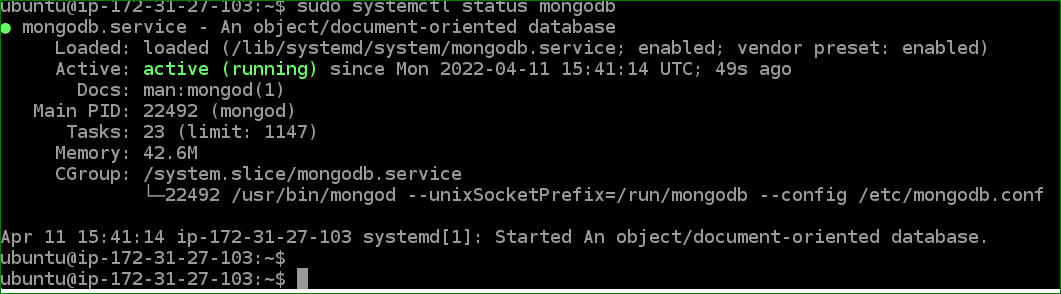 ubuntu@ip-172-31-27-103:~$ sudo systemctl status mongodb
● mongodb.service - An object/document-oriented database
     Loaded: loaded (/lib/systemd/system/mongodb.service; enabled; vendor preset: enabled)
     Active: active (running) since Mon 2022-04-11 15:41:14 UTC; 49s ago
       Docs: man:mongod(1)
   Main PID: 22492 (mongod)
      Tasks: 23 (limit: 1147)
     Memory: 42.6M
     CGroup: /system.slice/mongodb.service
             └─22492 /usr/bin/mongod --unixSocketPrefix=/run/mongodb --config /etc/mongodb.conf

Apr 11 15:41:14 ip-172-31-27-103 systemd[1]: Started An object/document-oriented database.
ubuntu@ip-172-31-27-103:~$
ubuntu@ip-172-31-27-103:~$